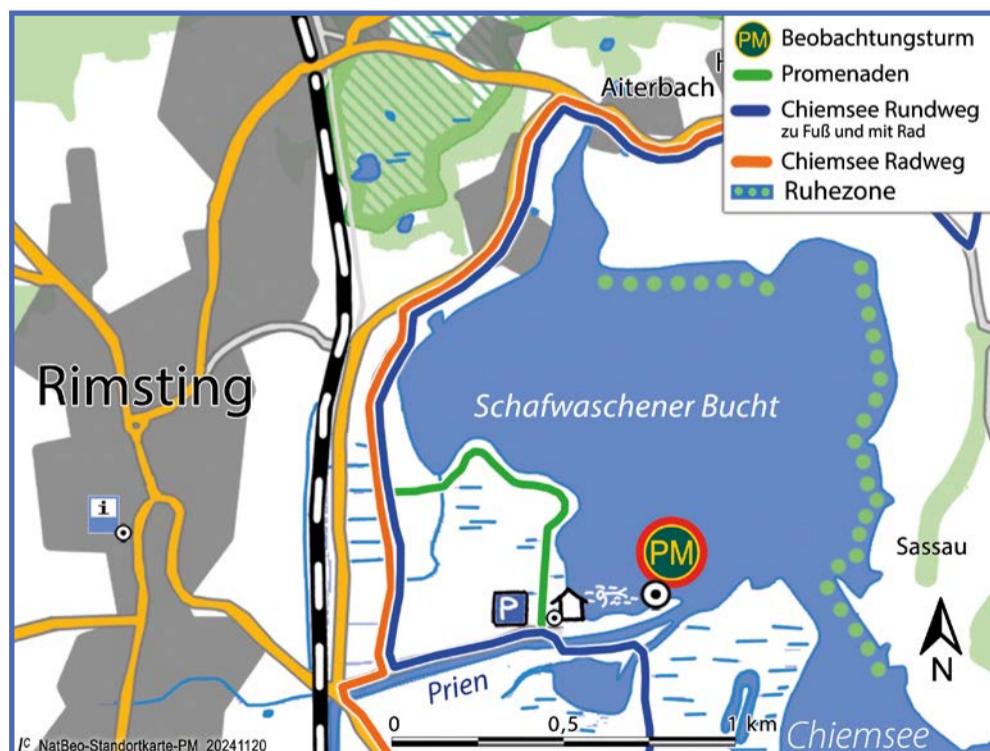 PM Beobachtungsturm
Promenaden
Chiemsee Rundweg
zu Fuß und mit Rad
Chiemsee Radweg
Ruhezone
H
Aiterbach
Rimsting
Schafwaschener Bucht
i
PM
Sassau
P
N
Prien
0 0,5 1 km
Chiemsee
NatBeo-Standortkarte-PM_20241120